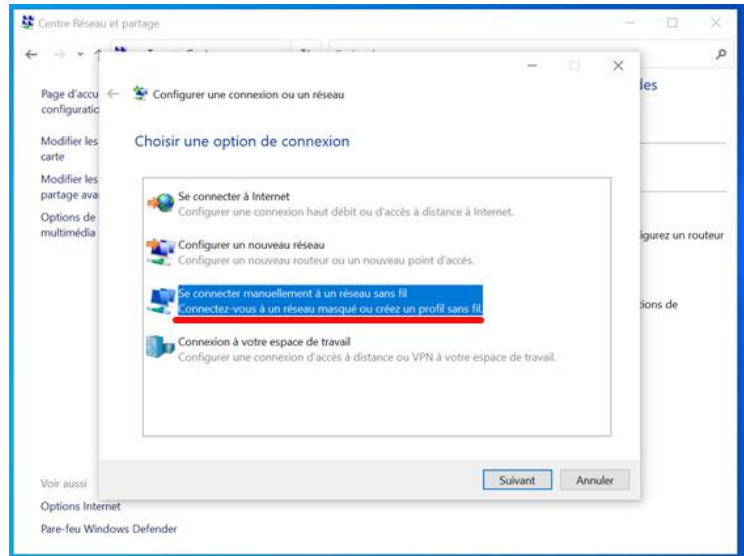 Centre Réseau et partage
Page d'accu
configuratic
Configurer une connexion ou un réseau
des
Modifier les
carte
Choisir une option de connexion
Modifier les
partage ava
Options de
multimédia
Se connecter à Internet
Configurer une connexion haut débit ou d'accès à distance à Internet.
Configurer un nouveau réseau
Configurer un nouveau routeur ou un nouveau point d'accès.
igurez un routeur
Se connecter manuellement à un réseau sans fil
Connectez-vous à un réseau masqué ou créez un profil sans fil.
tions de
Connexion à votre espace de travail
Configurer une connexion d'accès à distance ou VPN à votre espace de travail.
Suivant
Annuler
Voir aussi
Options Internet
Pare-feu Windows Defender